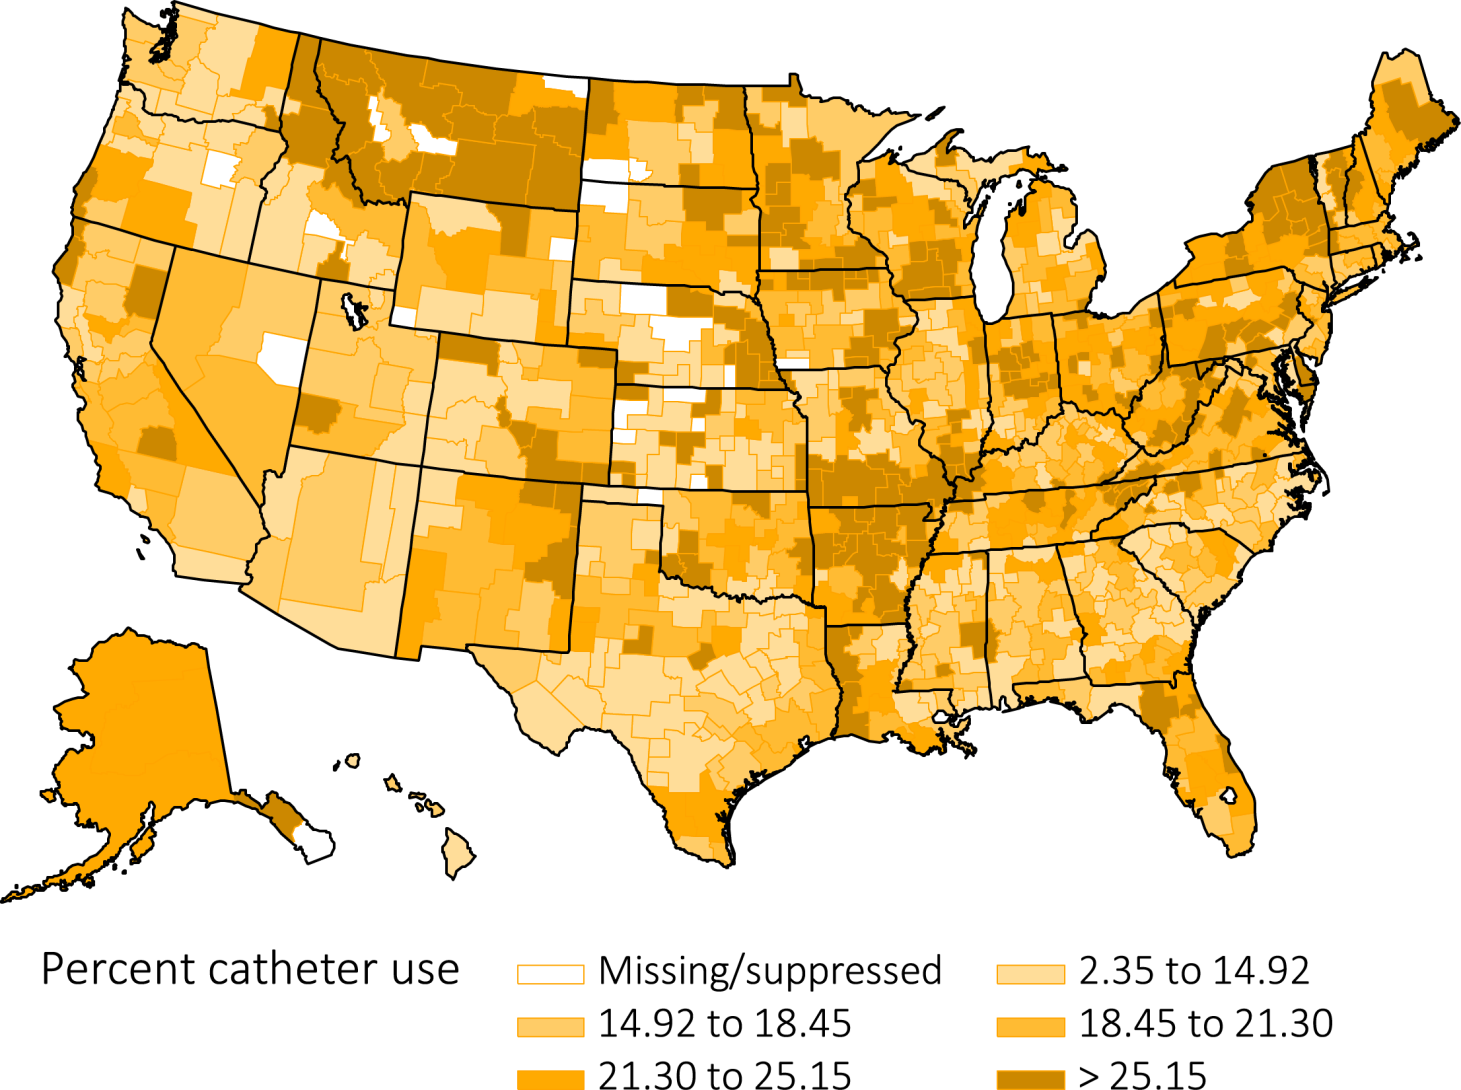 Percent catheter use
Missing/suppressed
2.35 to 14.92
14.92 to 18.45
18.45 to 21.30
21.30 to 25.15
> 25.15